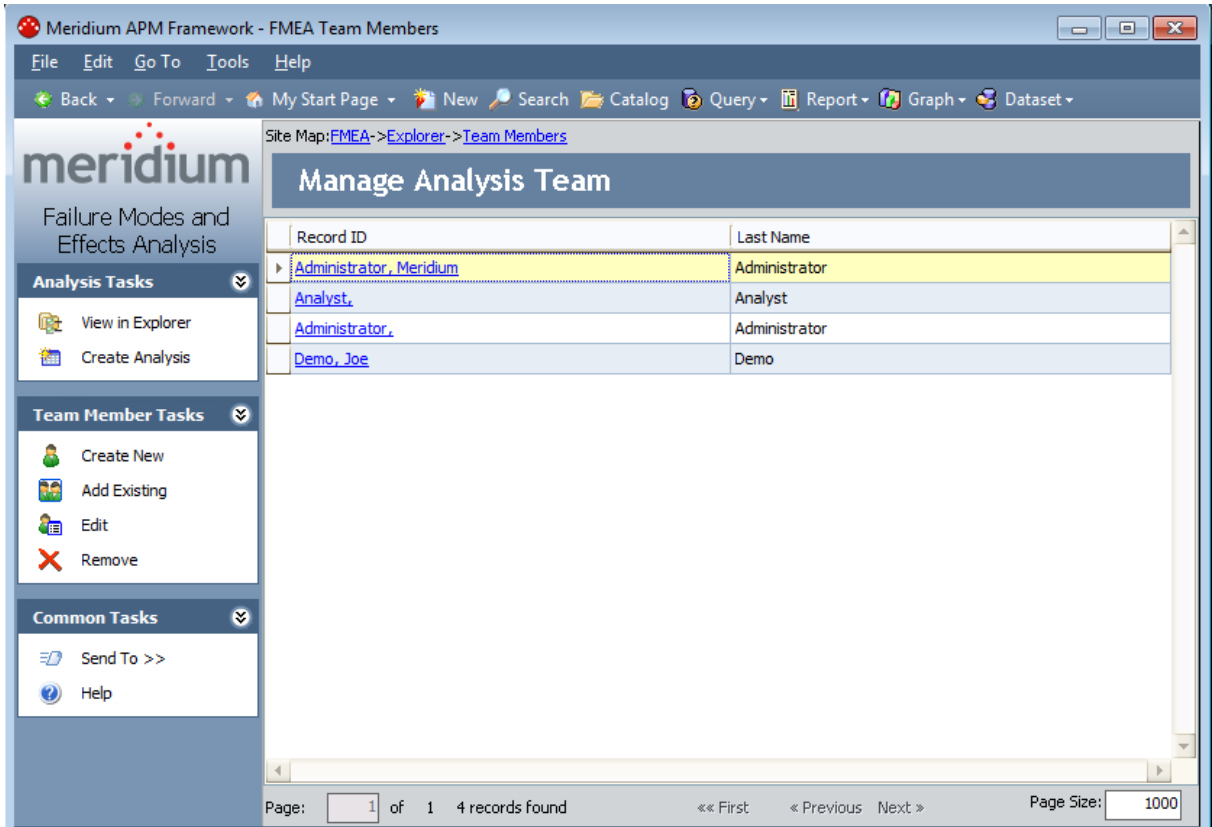 Meridium APM Framework - FMEA Team Members
File Edit Go To Tools Help
Back Forward My Start Page New Search Catalog Query Report Graph Dataset
meridium
Failure Modes and
Effects Analysis
Analysis Tasks
View in Explorer
Create Analysis
Team Member Tasks
Create New
Add Existing
Edit
Remove
Common Tasks
Send To >>
Help
Site Map:FMEA->Explorer->Team Members
Manage Analysis Team
Record ID Last Name
Administrator, Meridium Administrator
Analyst, Analyst
Administrator, Administrator
Demo, Joe Demo
Page: 1 of 1 4 records found «« First « Previous Next » Page Size: 1000